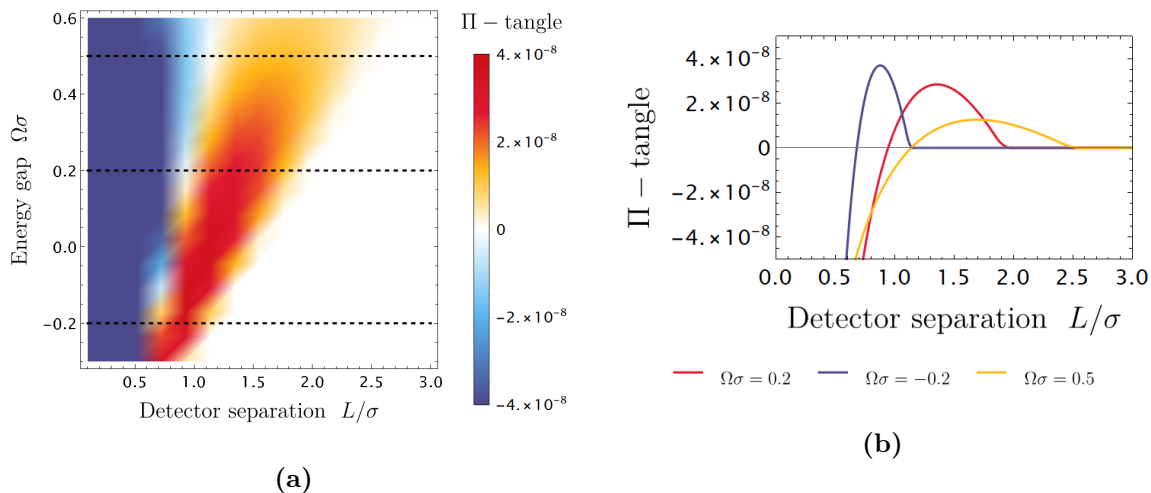 Π − tangle
0.6
0.4
0.2
0.0
−0.2
Energy gap Ωσ
0.5 1.0 1.5 2.0 2.5 3.0
Detector separation L/σ
4.×10⁻⁸
2.×10⁻⁸
0
−2.×10⁻⁸
−4.×10⁻⁸
(a)
Π − tangle
4.×10⁻⁸
2.×10⁻⁸
0
−2.×10⁻⁸
−4.×10⁻⁸
0.0 0.5 1.0 1.5 2.0 2.5 3.0
Detector separation L/σ
Ωσ = 0.2 Ωσ = −0.2 Ωσ = 0.5
(b)